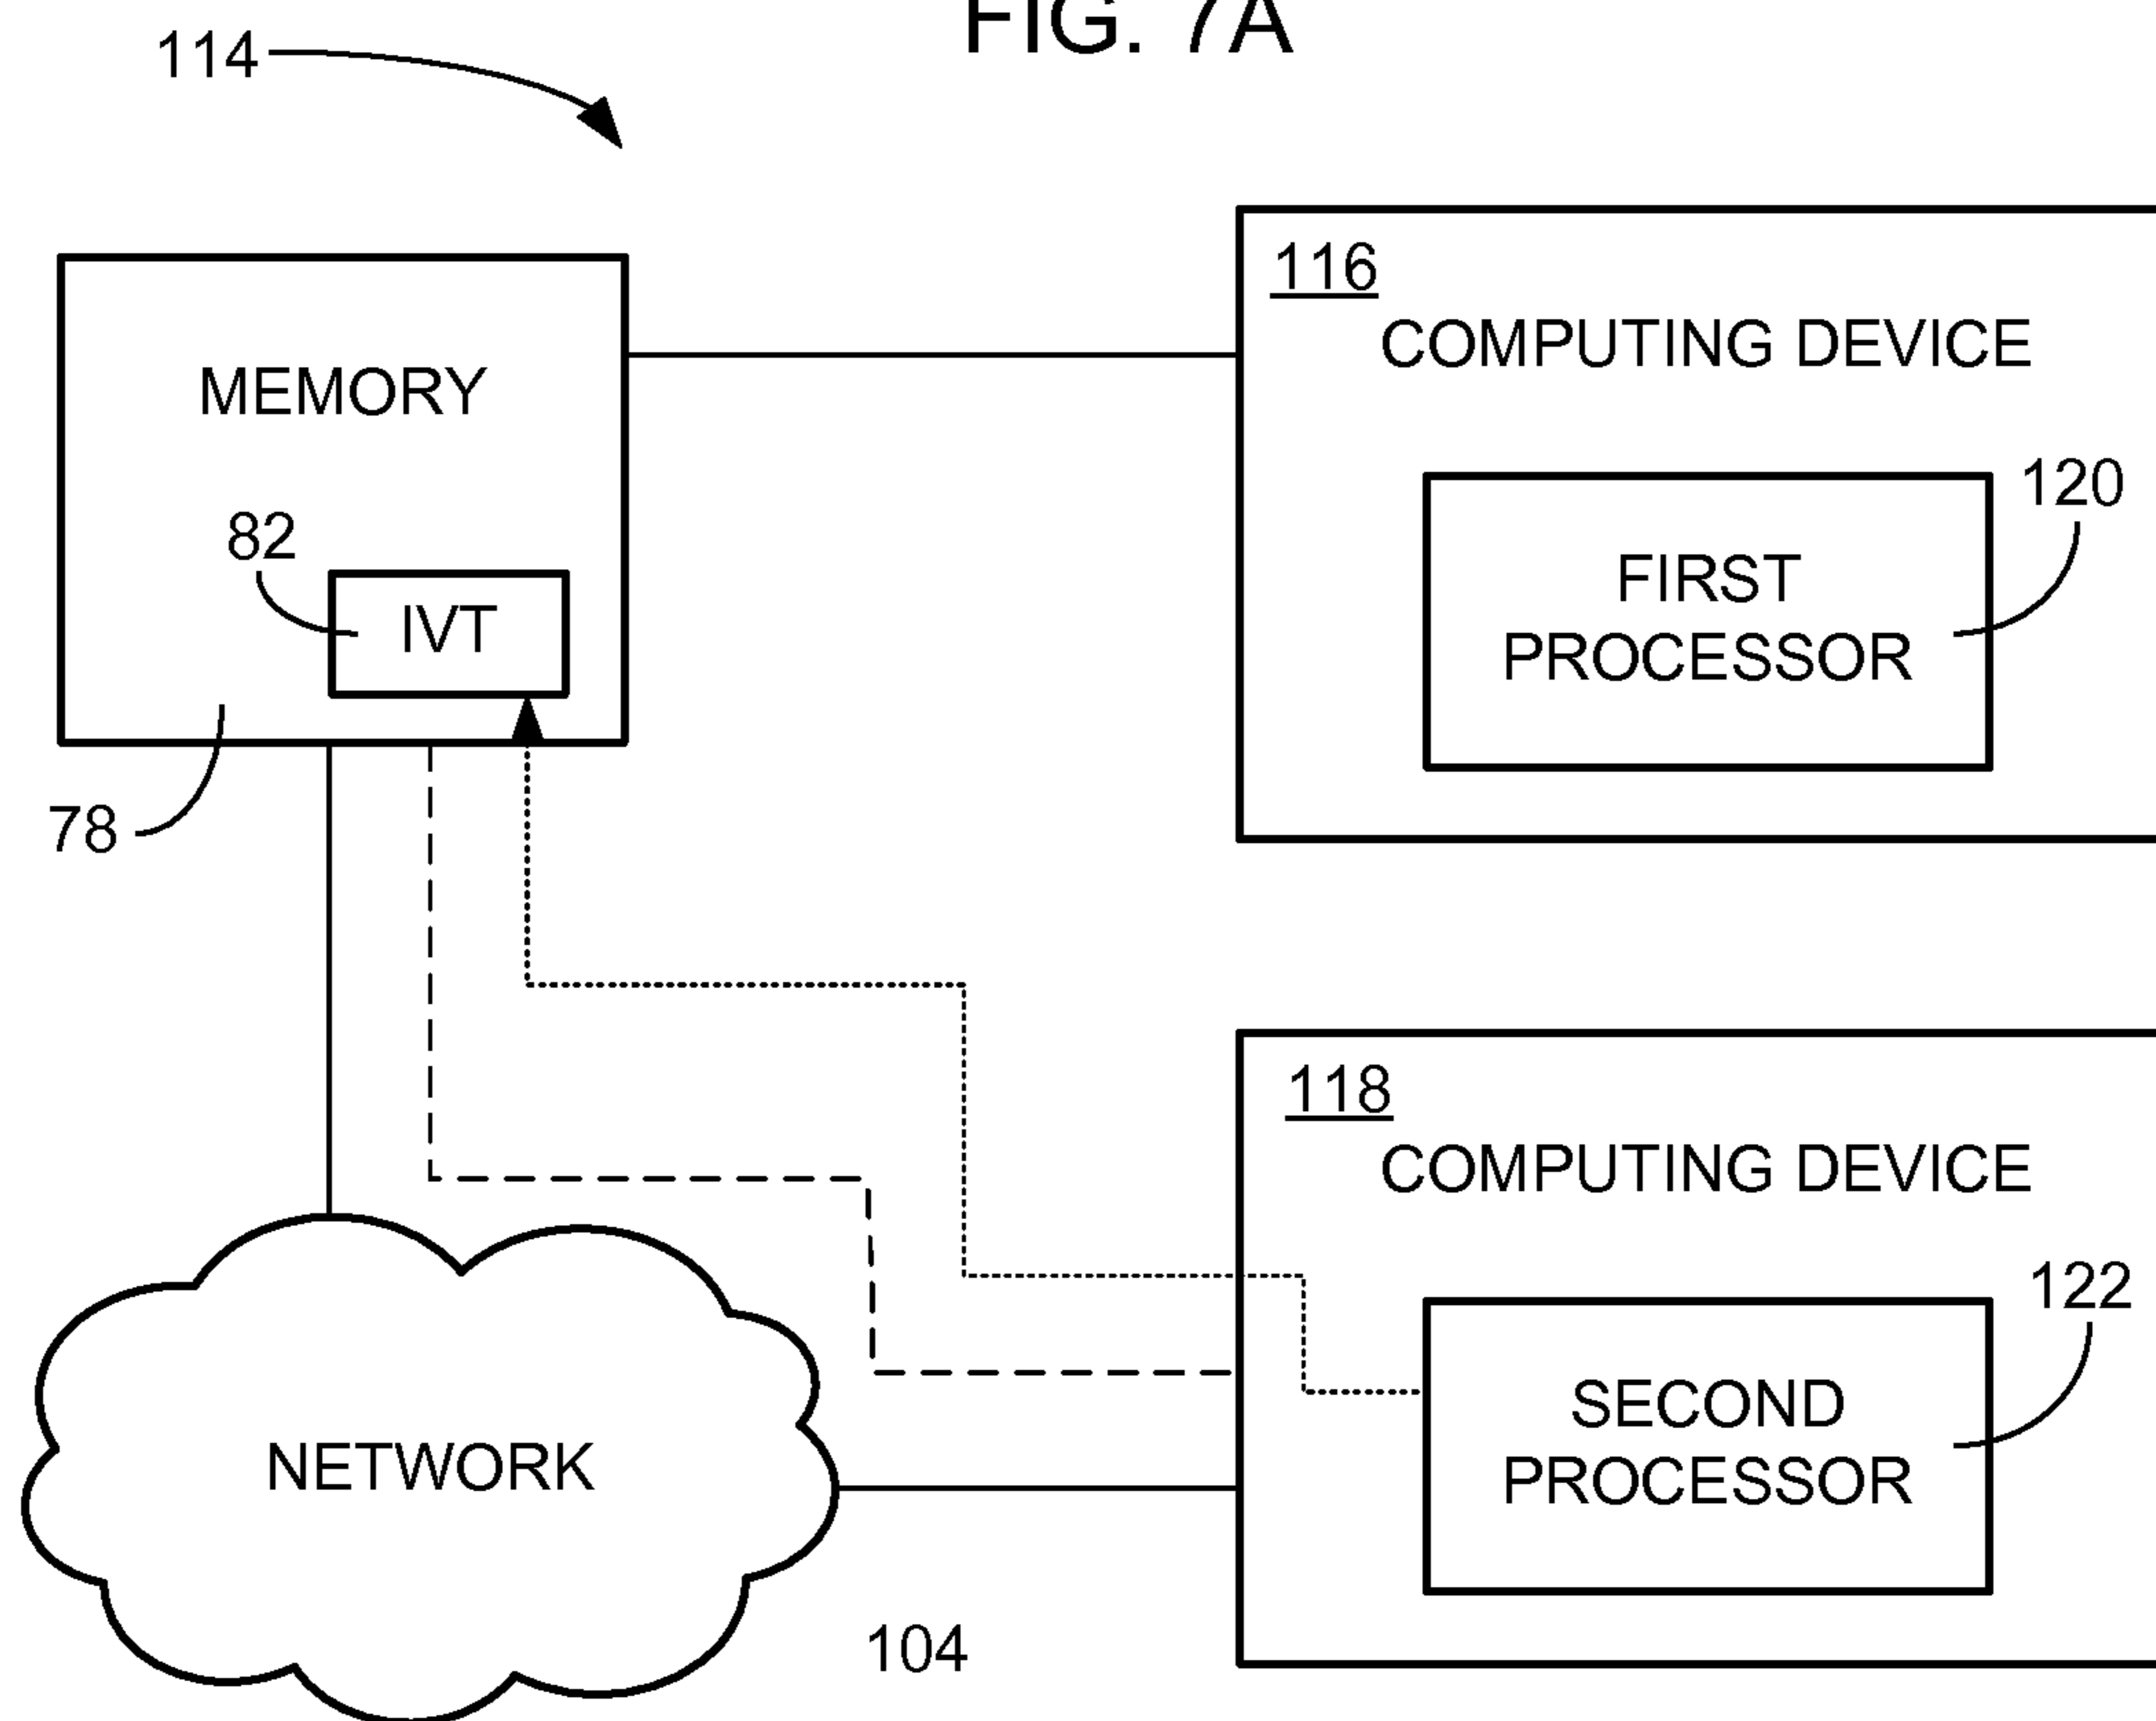 FIG. 7A
114
116
COMPUTING DEVICE
MEMORY
120
82
FIRST
PROCESSOR
IVT
78
118
COMPUTING DEVICE
122
SECOND
PROCESSOR
NETWORK
104